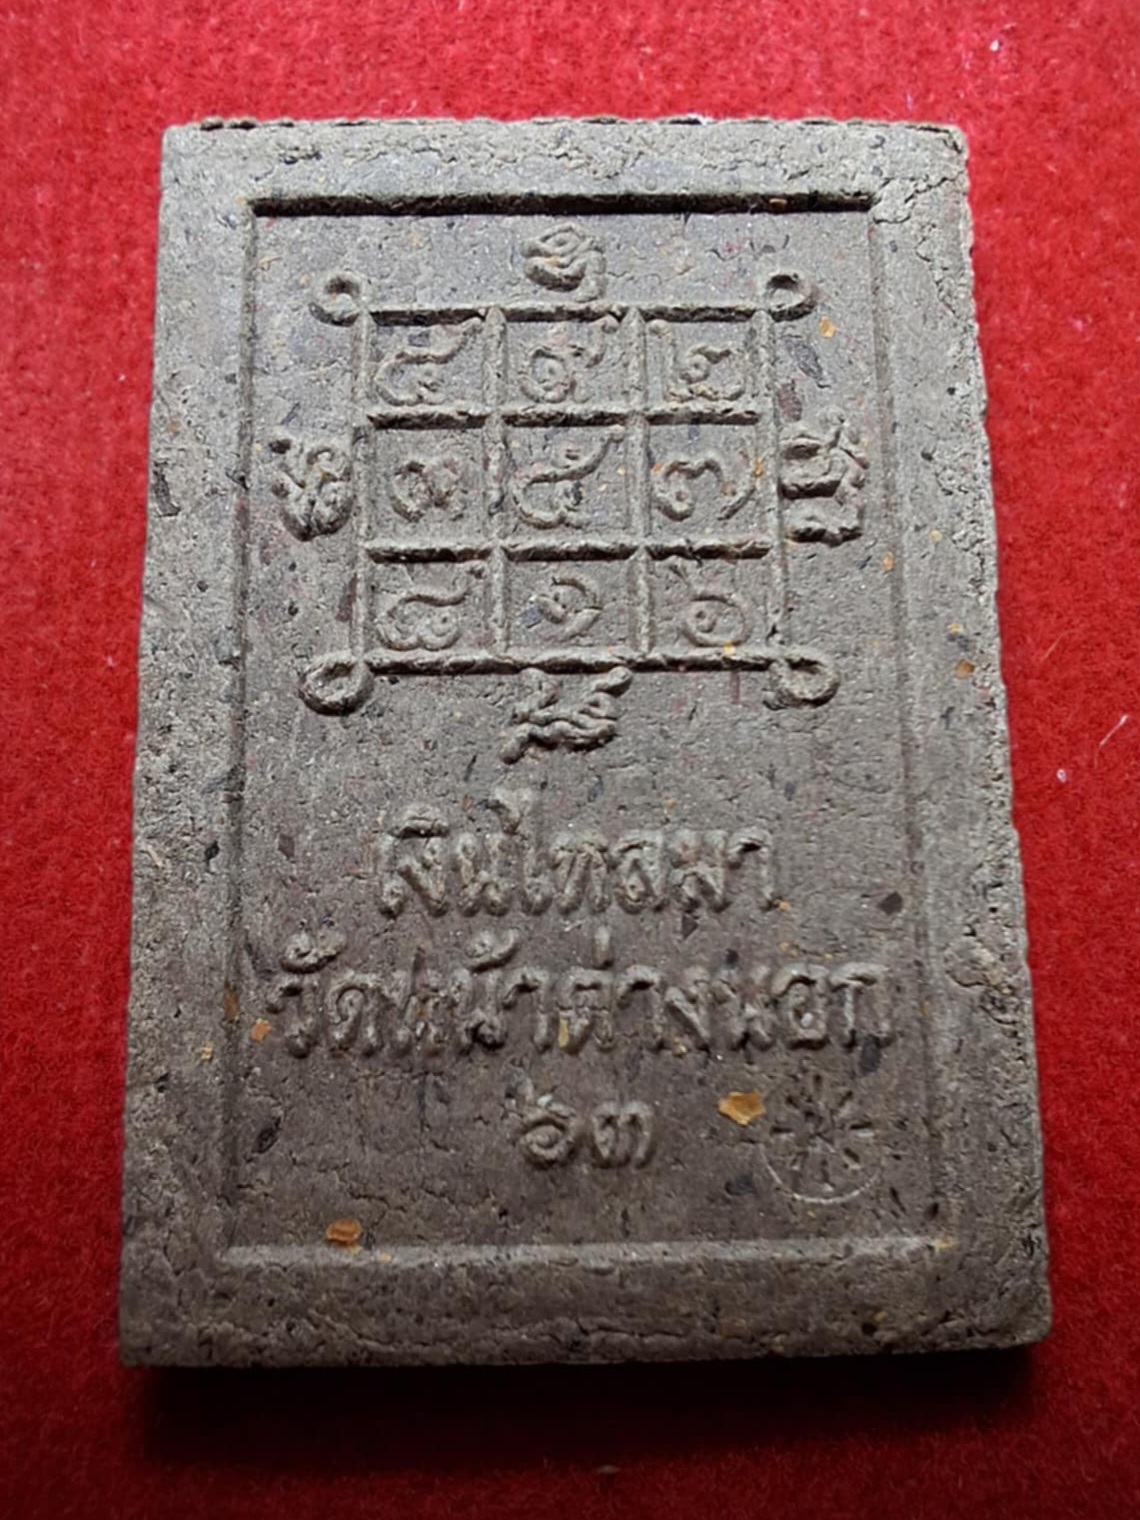 ๔ ๙ ๒
๓ ๕ ๗
๘ ๑ ๖
เงินไหลมา
วัดหน้าต่างนอก
๖๓